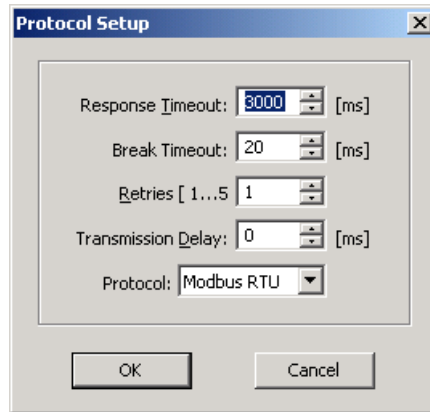 Protocol Setup
Response Timeout: 3000 [ms]
Break Timeout: 20 [ms]
Retries [ 1...5 1
Transmission Delay: 0 [ms]
Protocol: Modbus RTU
OK Cancel